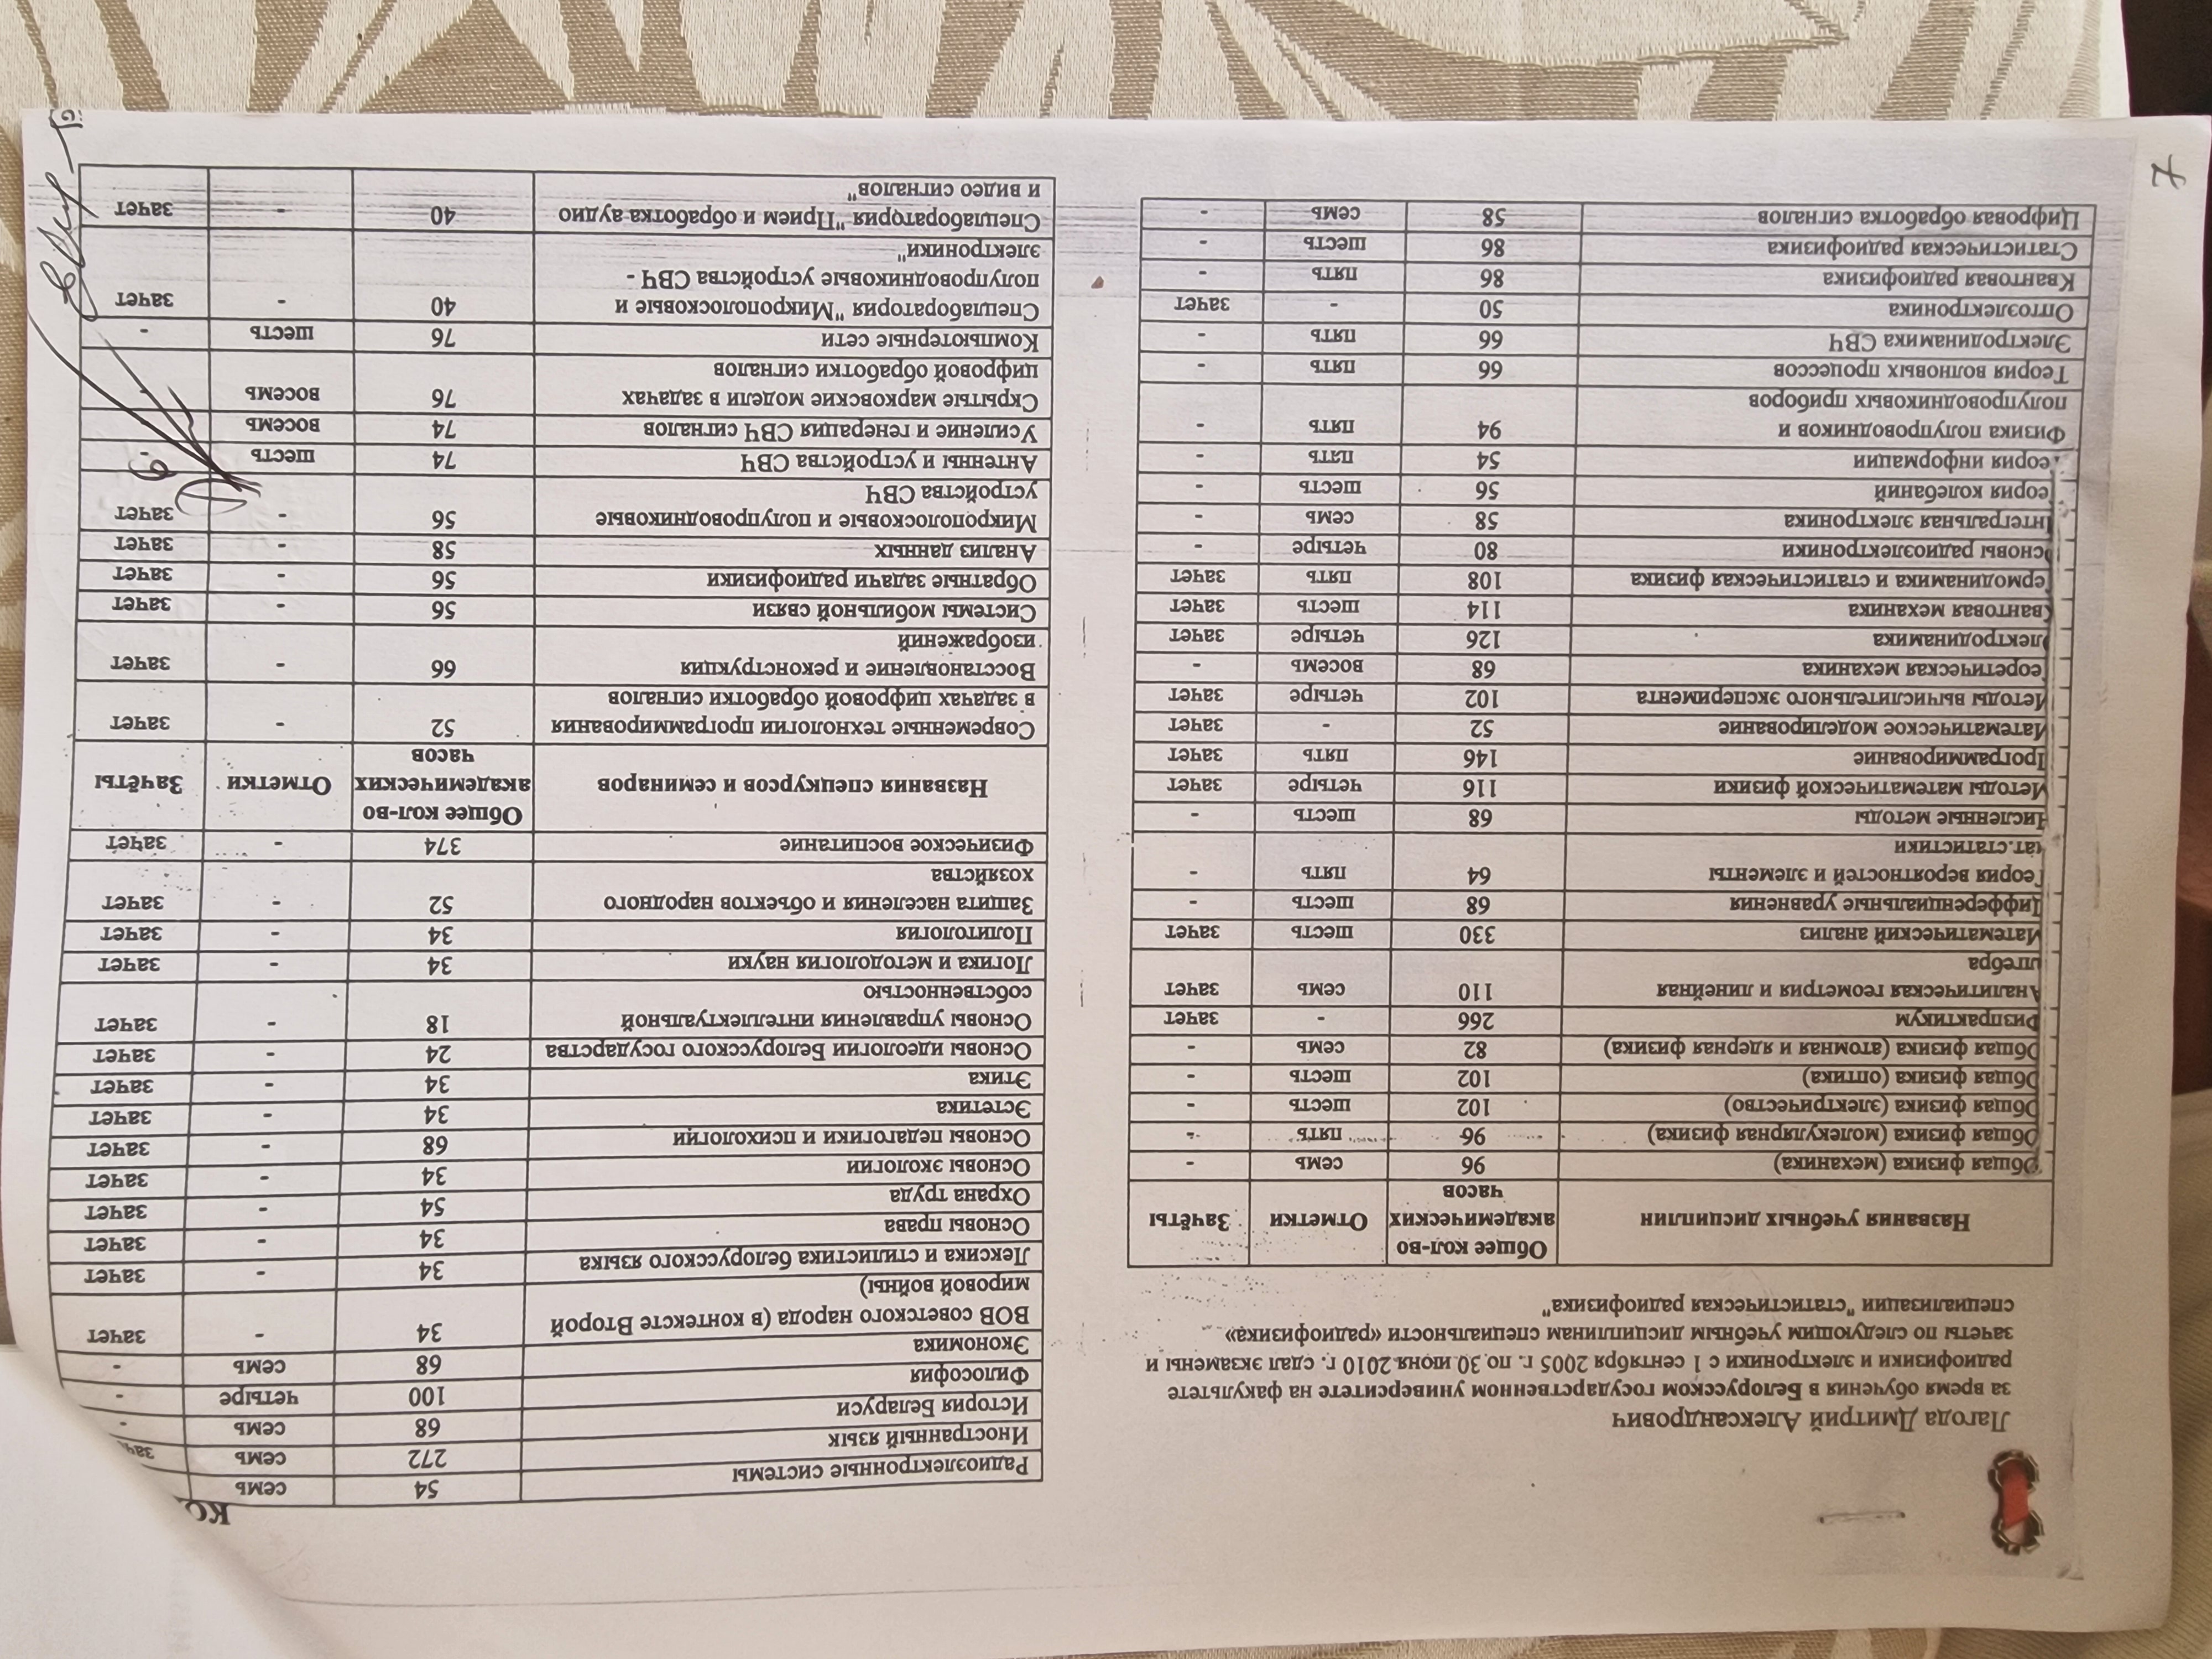 Лагода Дмитрий Александрович
за время обучения в Белорусском государственном университете на факультете
радиофизики и электроники с 1 сентября 2005 г. по 30 июня 2010 г. сдал экзамены и
зачеты по следующим учебным дисциплинам специальности «радиофизика»
специализации "статистическая радиофизика"
Названия учебных дисциплин Общее кол-во академических часов Отметки Зачёты
Общая физика (механика) 96 семь -
Общая физика (молекулярная физика) 96 пять -
Общая физика (электричество) 102 шесть -
Общая физика (оптика) 102 шесть -
Общая физика (атомная и ядерная физика) 82 семь -
Физпрактикум 266 - зачет
Аналитическая геометрия и линейная 110 семь зачет
алгебра
Математический анализ 330 шесть зачет
Дифференциальные уравнения 68 шесть -
Теория вероятностей и элементы 64 пять -
мат.статистики
Численные методы 68 шесть -
Методы математической физики 116 четыре зачет
Программирование 146 пять зачет
Математическое моделирование 52 - зачет
Методы вычислительного эксперимента 102 четыре зачет
Теоретическая механика 68 восемь -
Электродинамика 126 четыре зачет
Квантовая механика 114 шесть зачет
Термодинамика и статистическая физика 108 пять зачет
Основы радиоэлектроники 80 четыре -
Интегральная электроника 58 семь -
Теория колебаний 56 шесть -
Теория информации 54 пять -
Физика полупроводников и 94 пять -
полупроводниковых приборов
Теория волновых процессов 66 пять -
Электродинамика СВЧ 66 пять -
Оптоэлектроника 50 - зачет
Квантовая радиофизика 86 пять -
Статистическая радиофизика 86 шесть -
Цифровая обработка сигналов 58 семь -
7
Радиоэлектронные системы 54 семь
Иностранный язык 272 семь
История Беларуси 68 семь -
Философия 100 четыре -
Экономика 68 семь -
ВОВ советского народа (в контексте Второй 34 - зачет
мировой войны)
Лексика и стилистика белорусского языка 34 - зачет
Основы права 34 - зачет
Охрана труда 54 - зачет
Основы экологии 34 - зачет
Основы педагогики и психологии 68 - зачет
Эстетика 34 - зачет
Этика 34 - зачет
Основы идеологии Белорусского государства 24 - зачет
Основы управления интеллектуальной 18 - зачет
собственностью
Логика и методология науки 34 - зачет
Политология 34 - зачет
Защита населения и объектов народного 52 - зачет
хозяйства
Физическое воспитание 374 - зачет
Названия спецкурсов и семинаров Общее кол-во академических часов Отметки Зачёты
Современные технологии программирования 52 - зачет
в задачах цифровой обработки сигналов
Восстановление и реконструкция 66 - зачет
изображений
Системы мобильной связи 56 - зачет
Обратные задачи радиофизики 56 - зачет
Анализ данных 58 - зачет
Микрополосковые и полупроводниковые 56 - зачет
устройства СВЧ
Антенны и устройства СВЧ 74 шесть -
Усиление и генерация СВЧ сигналов 74 восемь
Скрытые марковские модели в задачах 76 восемь -
цифровой обработки сигналов
Компьютерные сети 76 шесть -
Спецлаборатория "Микрополосковые и 40 - зачет
полупроводниковые устройства СВЧ -
электроники"
Спецлаборатория "Прием и обработка аудио 40 - зачет
и видео сигналов"